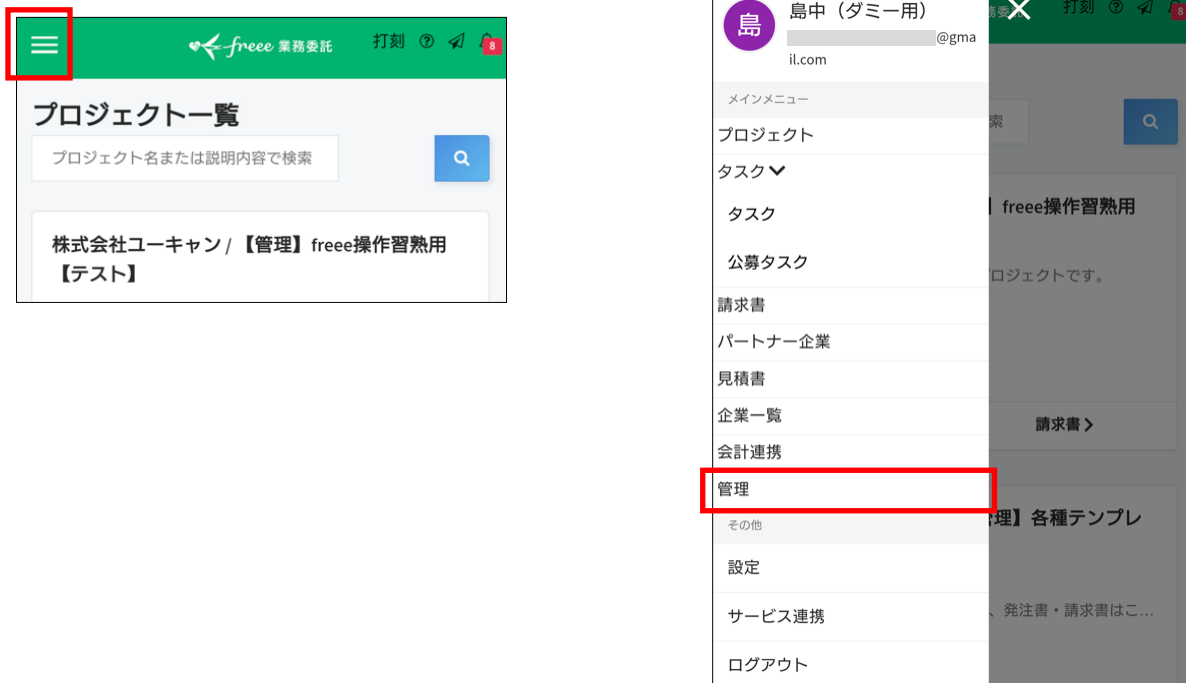 freee 業務委託
打刻
8
プロジェクト一覧
プロジェクト名または説明内容で検索
株式会社ユーキャン / 【管理】freee操作習熟用
【テスト】
島
島中（ダミー用）
@gma
il.com
メインメニュー
プロジェクト
タスク
タスク
公募タスク
請求書
パートナー企業
見積書
企業一覧
会計連携
管理
その他
設定
サービス連携
ログアウト
打刻
8
索
】freee操作習熟用
プロジェクトです。
請求書
管理】各種テンプレ
、発注書・請求書はこ…